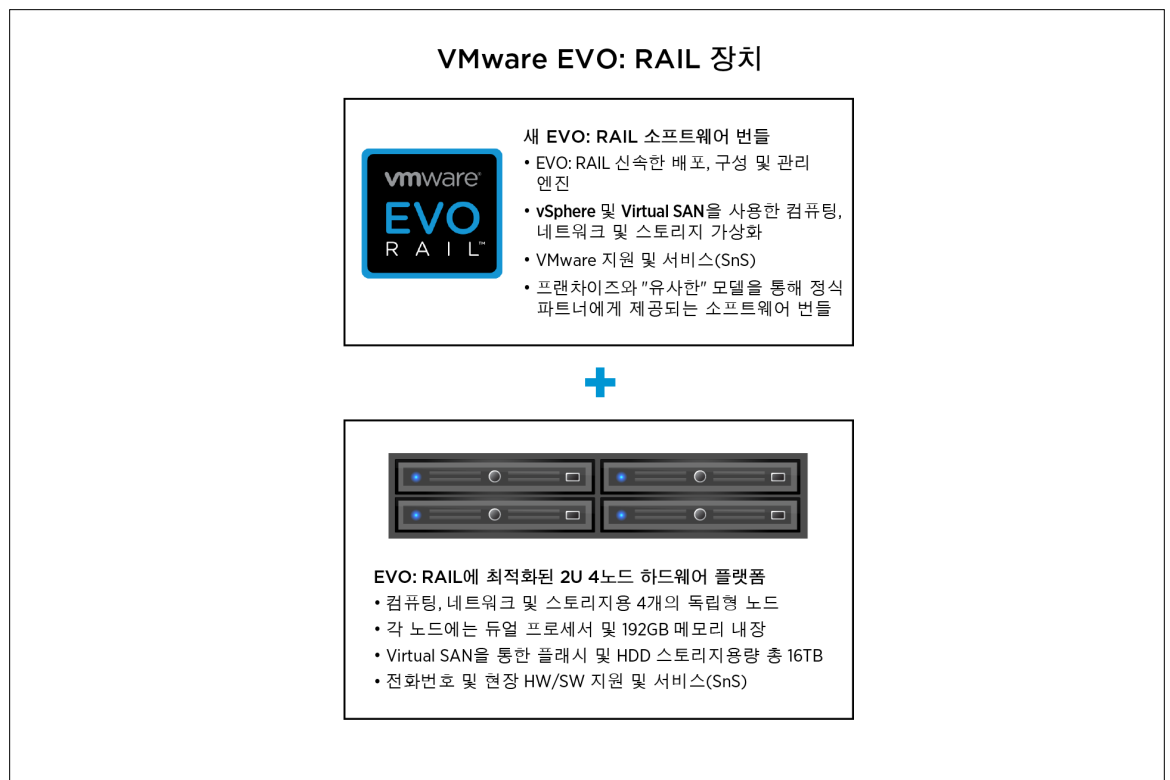 VMware EVO: RAIL 장치
vmware®
EVO
RAIL™
새 EVO: RAIL 소프트웨어 번들
• EVO: RAIL 신속한 배포, 구성 및 관리
엔진
• vSphere 및 Virtual SAN을 사용한 컴퓨팅,
네트워크 및 스토리지 가상화
• VMware 지원 및 서비스(SnS)
• 프랜차이즈와 "유사한" 모델을 통해 정식
파트너에게 제공되는 소프트웨어 번들
EVO: RAIL에 최적화된 2U 4노드 하드웨어 플랫폼
• 컴퓨팅, 네트워크 및 스토리지용 4개의 독립형 노드
• 각 노드에는 듀얼 프로세서 및 192GB 메모리 내장
• Virtual SAN을 통한 플래시 및 HDD 스토리지용량 총 16TB
• 전화번호 및 현장 HW/SW 지원 및 서비스(SnS)